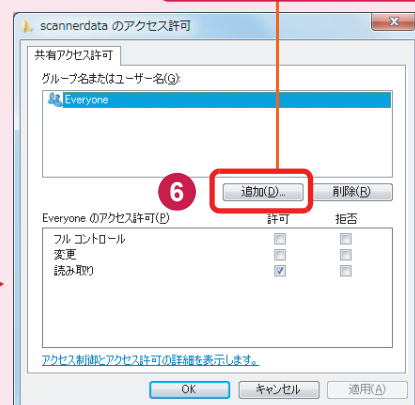 scannerdata のアクセス許可
共有アクセス許可
グループ名またはユーザー名(G):
Everyone
6
追加(D)... 削除(R)
Everyone のアクセス許可(P) 許可 拒否
フル コントロール
変更
読み取り
アクセス制御とアクセス許可の詳細を表示します。
OK キャンセル 適用(A)